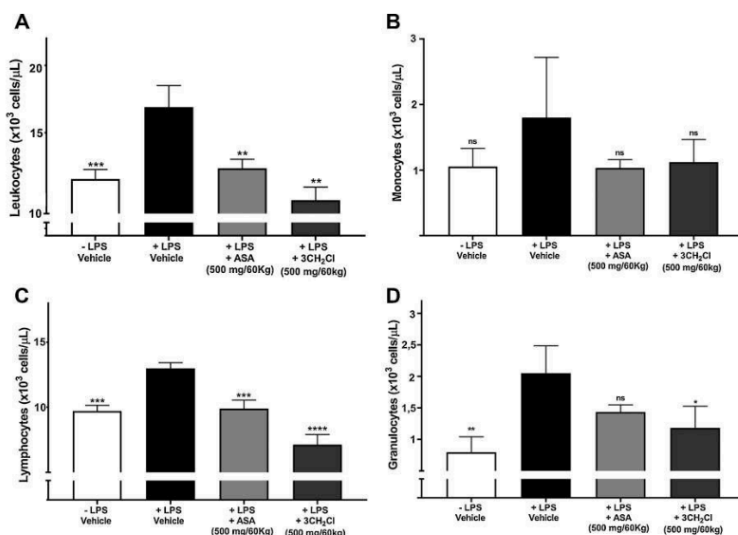 A
Leukocytes (x10³ cells/µL)
20
15
10
***
**
**
- LPS
Vehicle
+ LPS
Vehicle
+ LPS
+ ASA
(500 mg/60Kg)
+ LPS
+ 3CH₂Cl
(500 mg/60kg)
B
Monocytes (x10³ cells/µL)
3
2
1
ns
ns
ns
- LPS
Vehicle
+ LPS
Vehicle
+ LPS
+ ASA
(500 mg/60Kg)
+ LPS
+ 3CH₂Cl
(500 mg/60kg)
C
Lymphocytes (x10³ cells/µL)
15
10
5
***
***
****
- LPS
Vehicle
+ LPS
Vehicle
+ LPS
+ ASA
(500 mg/60Kg)
+ LPS
+ 3CH₂Cl
(500 mg/60kg)
D
Granulocytes (x10³ cells/µL)
3
2,5
2
1,5
1
**
ns
*
- LPS
Vehicle
+ LPS
Vehicle
+ LPS
+ ASA
(500 mg/60Kg)
+ LPS
+ 3CH₂Cl
(500 mg/60kg)